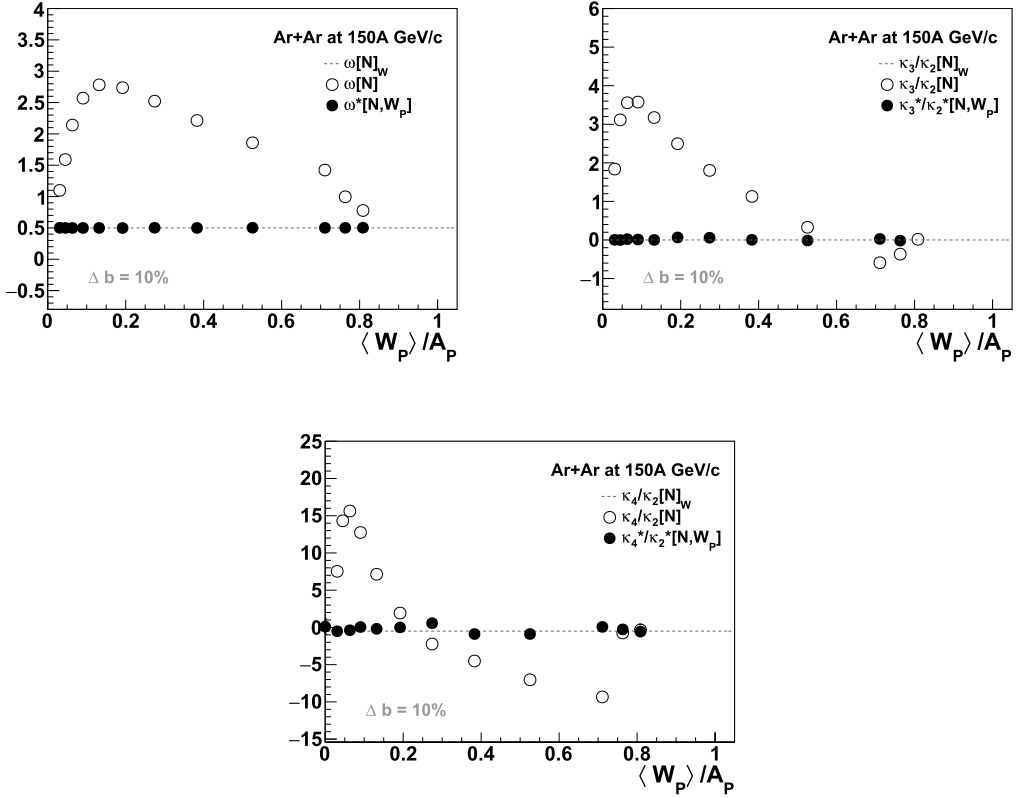 4
3.5
3
2.5
2
1.5
1
0.5
0
−0.5
Ar+Ar at 150A GeV/c
ω[N]W
ω[N]
ω*[N,WP]
Δ b = 10%
0 0.2 0.4 0.6 0.8 1
⟨WP⟩/AP
6
5
4
3
2
1
0
−1
Ar+Ar at 150A GeV/c
κ3/κ2[N]W
κ3/κ2[N]
κ3*/κ2*[N,WP]
Δ b = 10%
0 0.2 0.4 0.6 0.8 1
⟨WP⟩/AP
25
20
15
10
5
0
−5
−10
−15
Ar+Ar at 150A GeV/c
κ4/κ2[N]W
κ4/κ2[N]
κ4*/κ2*[N,WP]
Δ b = 10%
0 0.2 0.4 0.6 0.8 1
⟨WP⟩/AP